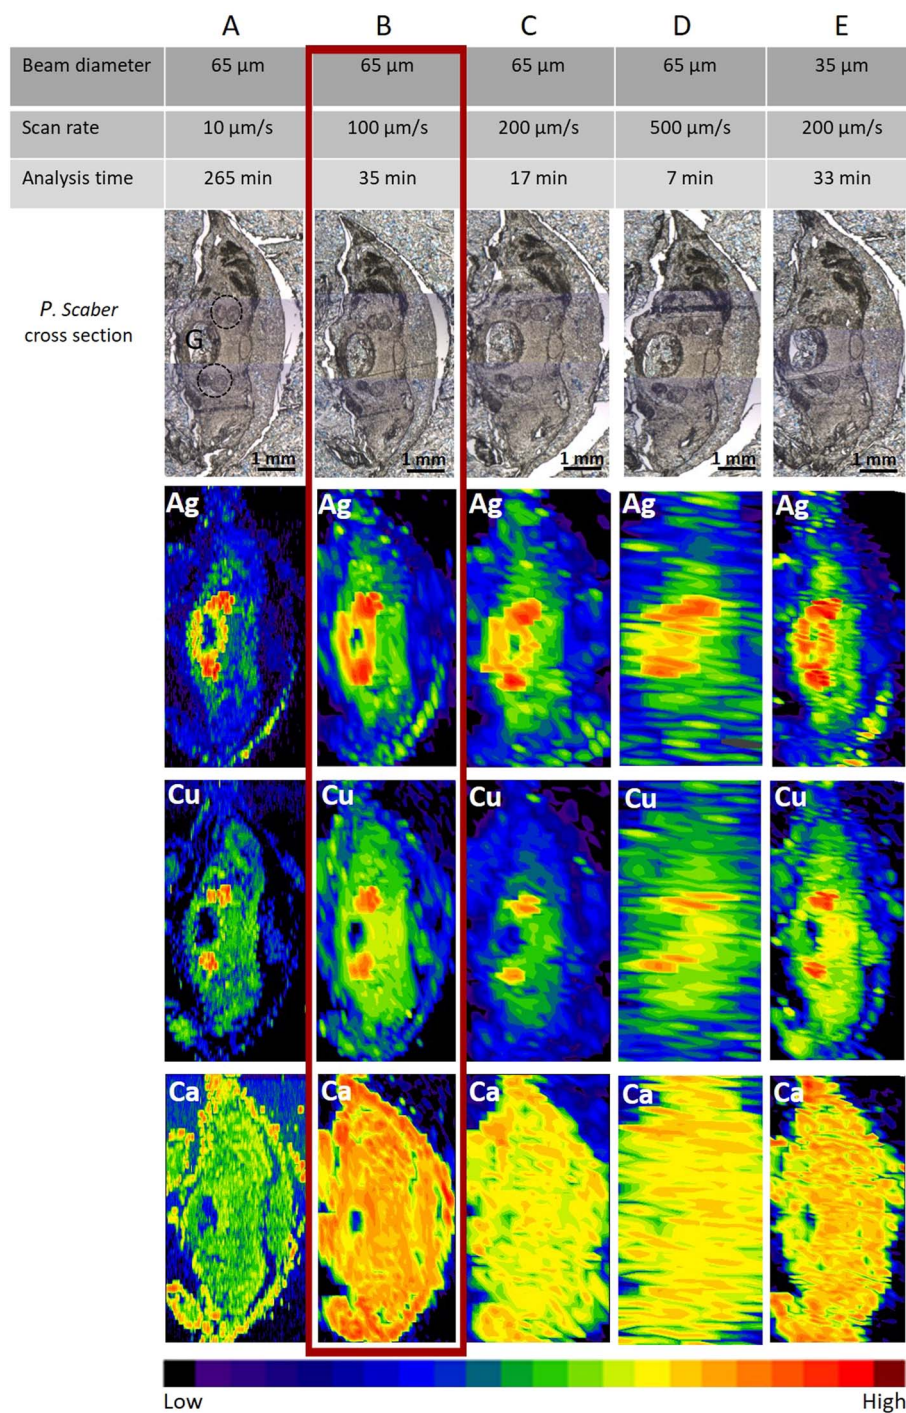 A B C D E
Beam diameter 65 µm 65 µm 65 µm 65 µm 35 µm
Scan rate 10 µm/s 100 µm/s 200 µm/s 500 µm/s 200 µm/s
Analysis time 265 min 35 min 17 min 7 min 33 min
P. Scaber
cross section
G
1 mm 1 mm 1 mm 1 mm 1 mm
Ag Ag Ag Ag Ag
Cu Cu Cu Cu Cu
Ca Ca Ca Ca Ca
Low High